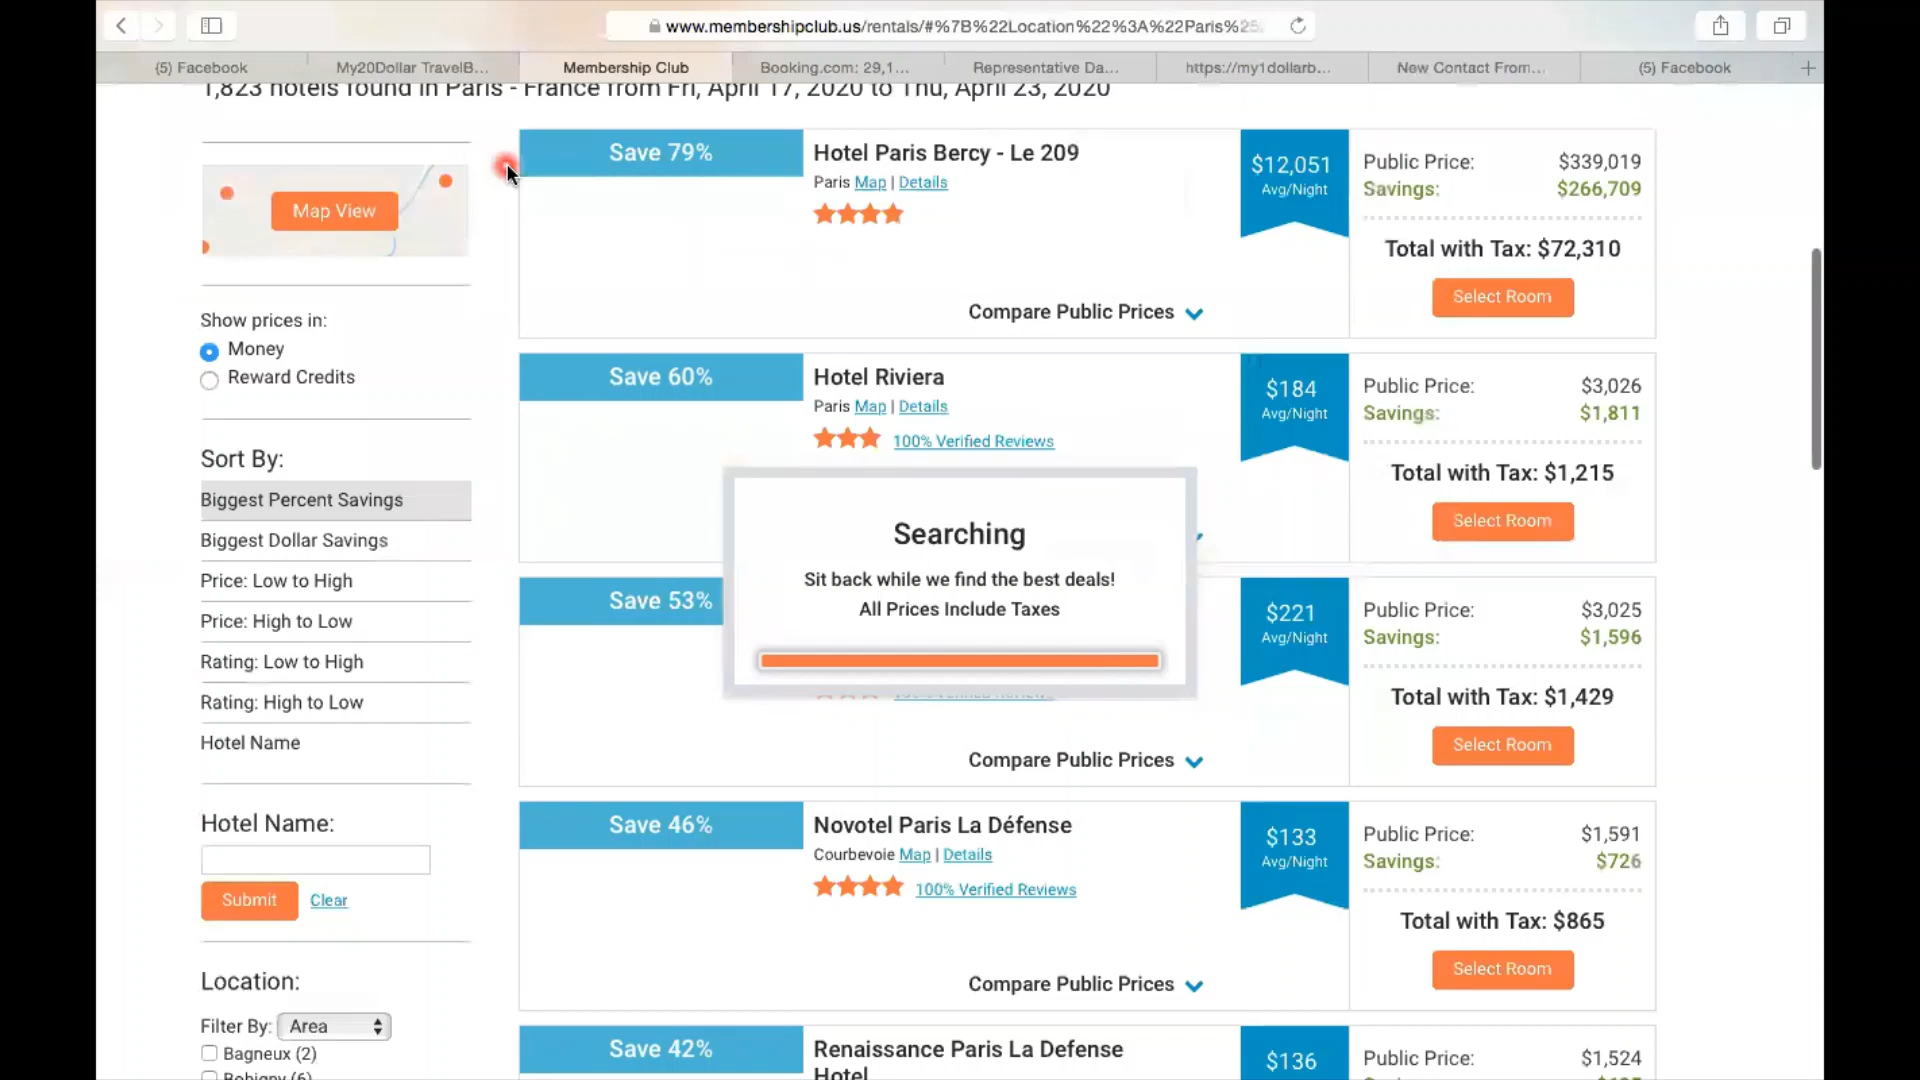 www.membershipclub.us/rentals/#%7B%22Location%22%3A%22Paris%25
(5) Facebook
My20Dollar TravelB...
Membership Club
Booking.com: 29,1...
Representative Da...
https://my1dollarb...
New Contact From...
(5) Facebook
1,823 hotels found in Paris - France from Fri, April 17, 2020 to Thu, April 23, 2020
Map View
Show prices in:
Money
Reward Credits
Sort By:
Biggest Percent Savings
Biggest Dollar Savings
Price: Low to High
Price: High to Low
Rating: Low to High
Rating: High to Low
Hotel Name
Hotel Name:
Submit Clear
Location:
Filter By: Area
Bagneux (2)
Bobigny (6)
Save 79%
Hotel Paris Bercy - Le 209
Paris Map | Details
Compare Public Prices
$12,051
Avg/Night
Public Price: $339,019
Savings: $266,709
Total with Tax: $72,310
Select Room
Save 60%
Hotel Riviera
Paris Map | Details
100% Verified Reviews
$184
Avg/Night
Public Price: $3,026
Savings: $1,811
Total with Tax: $1,215
Select Room
Searching
Sit back while we find the best deals!
All Prices Include Taxes
Save 53%
Compare Public Prices
$221
Avg/Night
Public Price: $3,025
Savings: $1,596
Total with Tax: $1,429
Select Room
Save 46%
Novotel Paris La Défense
Courbevoie Map | Details
100% Verified Reviews
Compare Public Prices
$133
Avg/Night
Public Price: $1,591
Savings: $726
Total with Tax: $865
Select Room
Save 42%
Renaissance Paris La Defense
Hotel
$136
Public Price: $1,524